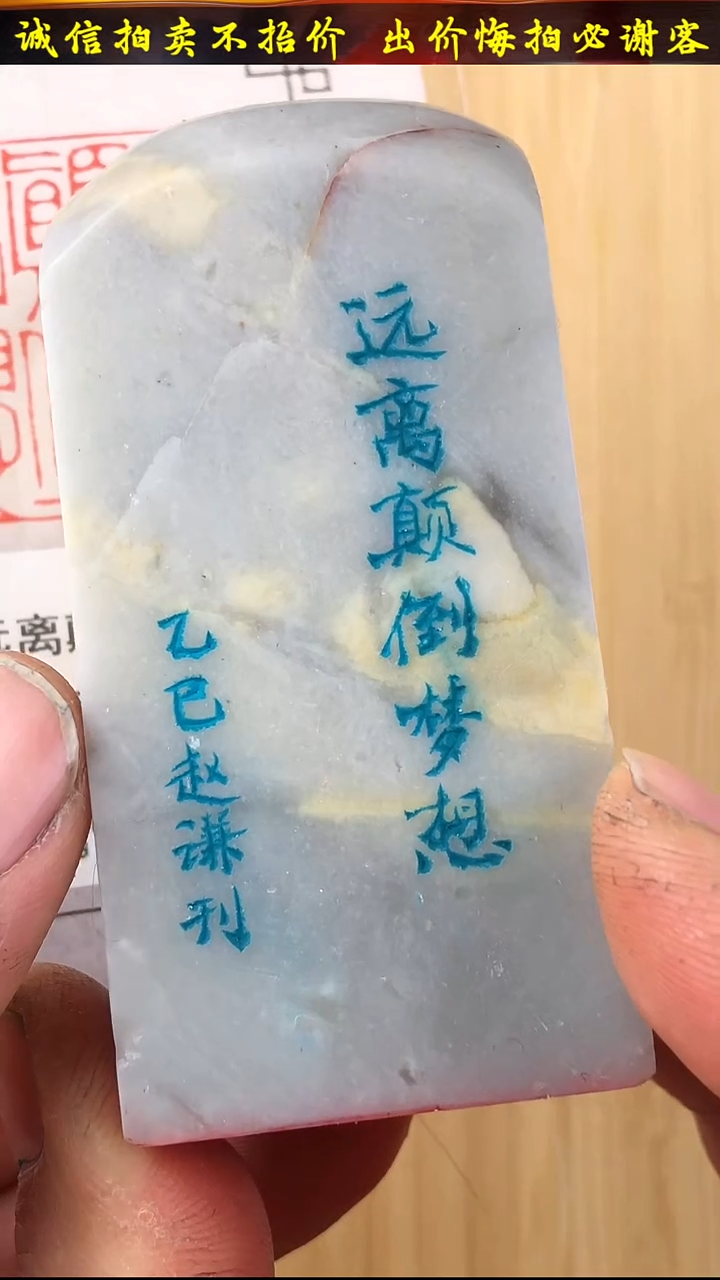 诚信拍卖不抬价 出价悔拍必谢客
远离颠倒梦想
乙巳赵谦刊